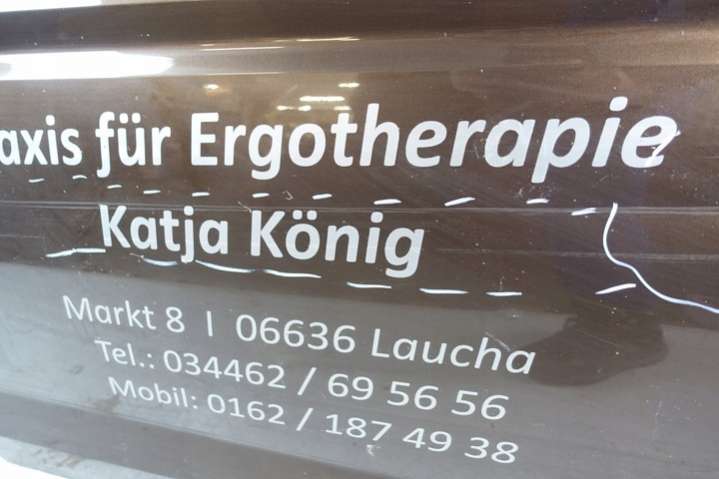 axis für Ergotherapie
Katja König
Markt 8 | 06636 Laucha
Tel.: 034462 / 69 56 56
Mobil: 0162 / 187 49 38